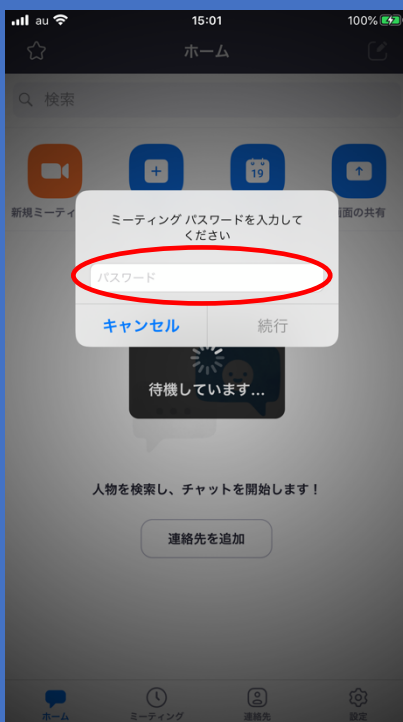 au 15:01 100%
ホーム
検索
19
新規ミーティ
面の共有
ミーティング パスワードを入力して
ください
パスワード
キャンセル 続行
待機しています...
人物を検索し、チャットを開始します！
連絡先を追加
ホーム ミーティング 連絡先 設定